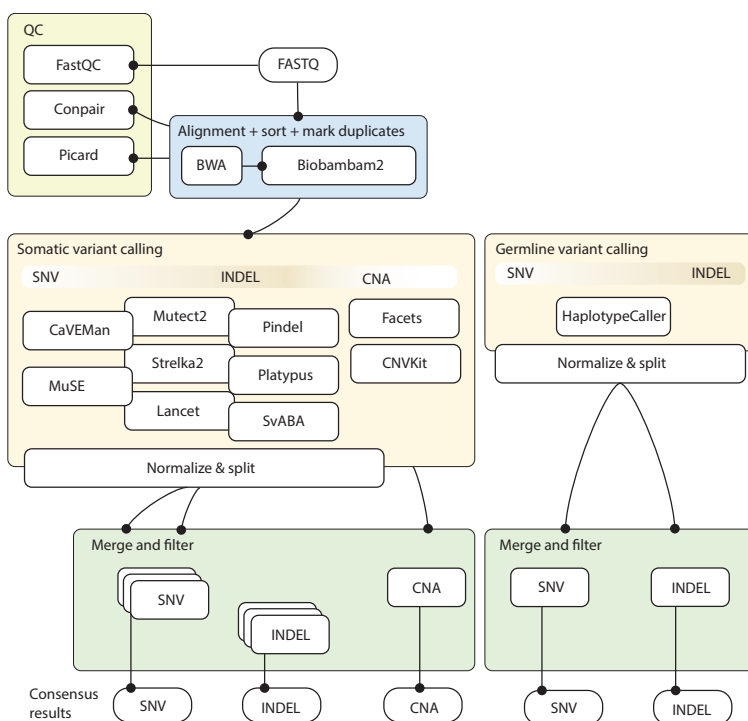 QC
FastQC
FASTQ
Conpair
Picard
Alignment + sort + mark duplicates
BWA
Biobambam2
Somatic variant calling
SNV
INDEL
CNA
CaVEMan
Mutect2
Pindel
Facets
MuSE
Strelka2
Platypus
CNVKit
Lancet
SvABA
Normalize & split
Germline variant calling
SNV
INDEL
HaplotypeCaller
Normalize & split
Merge and filter
SNV
INDEL
CNA
Merge and filter
SNV
INDEL
Consensus
results
SNV
INDEL
CNA
SNV
INDEL